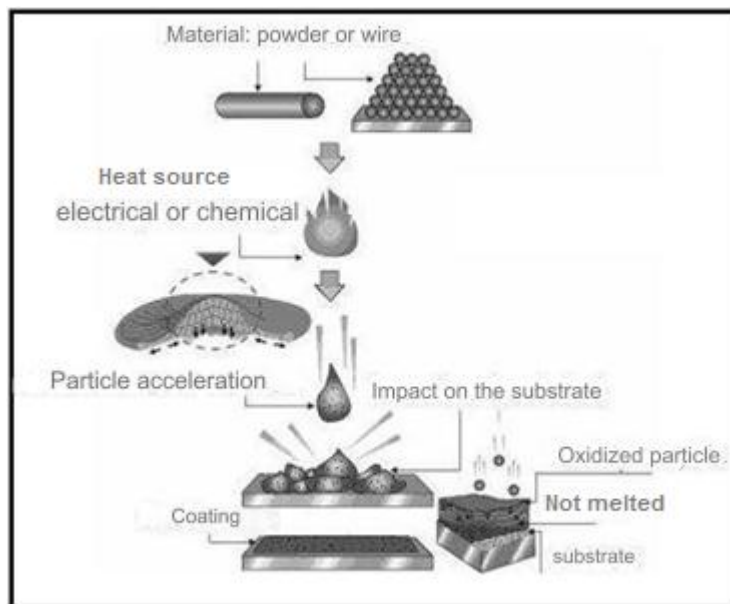 Material: powder or wire
Heat source
electrical or chemical
Particle acceleration
Impact on the substrate
Oxidized particle.
Not melted
Coating
substrate